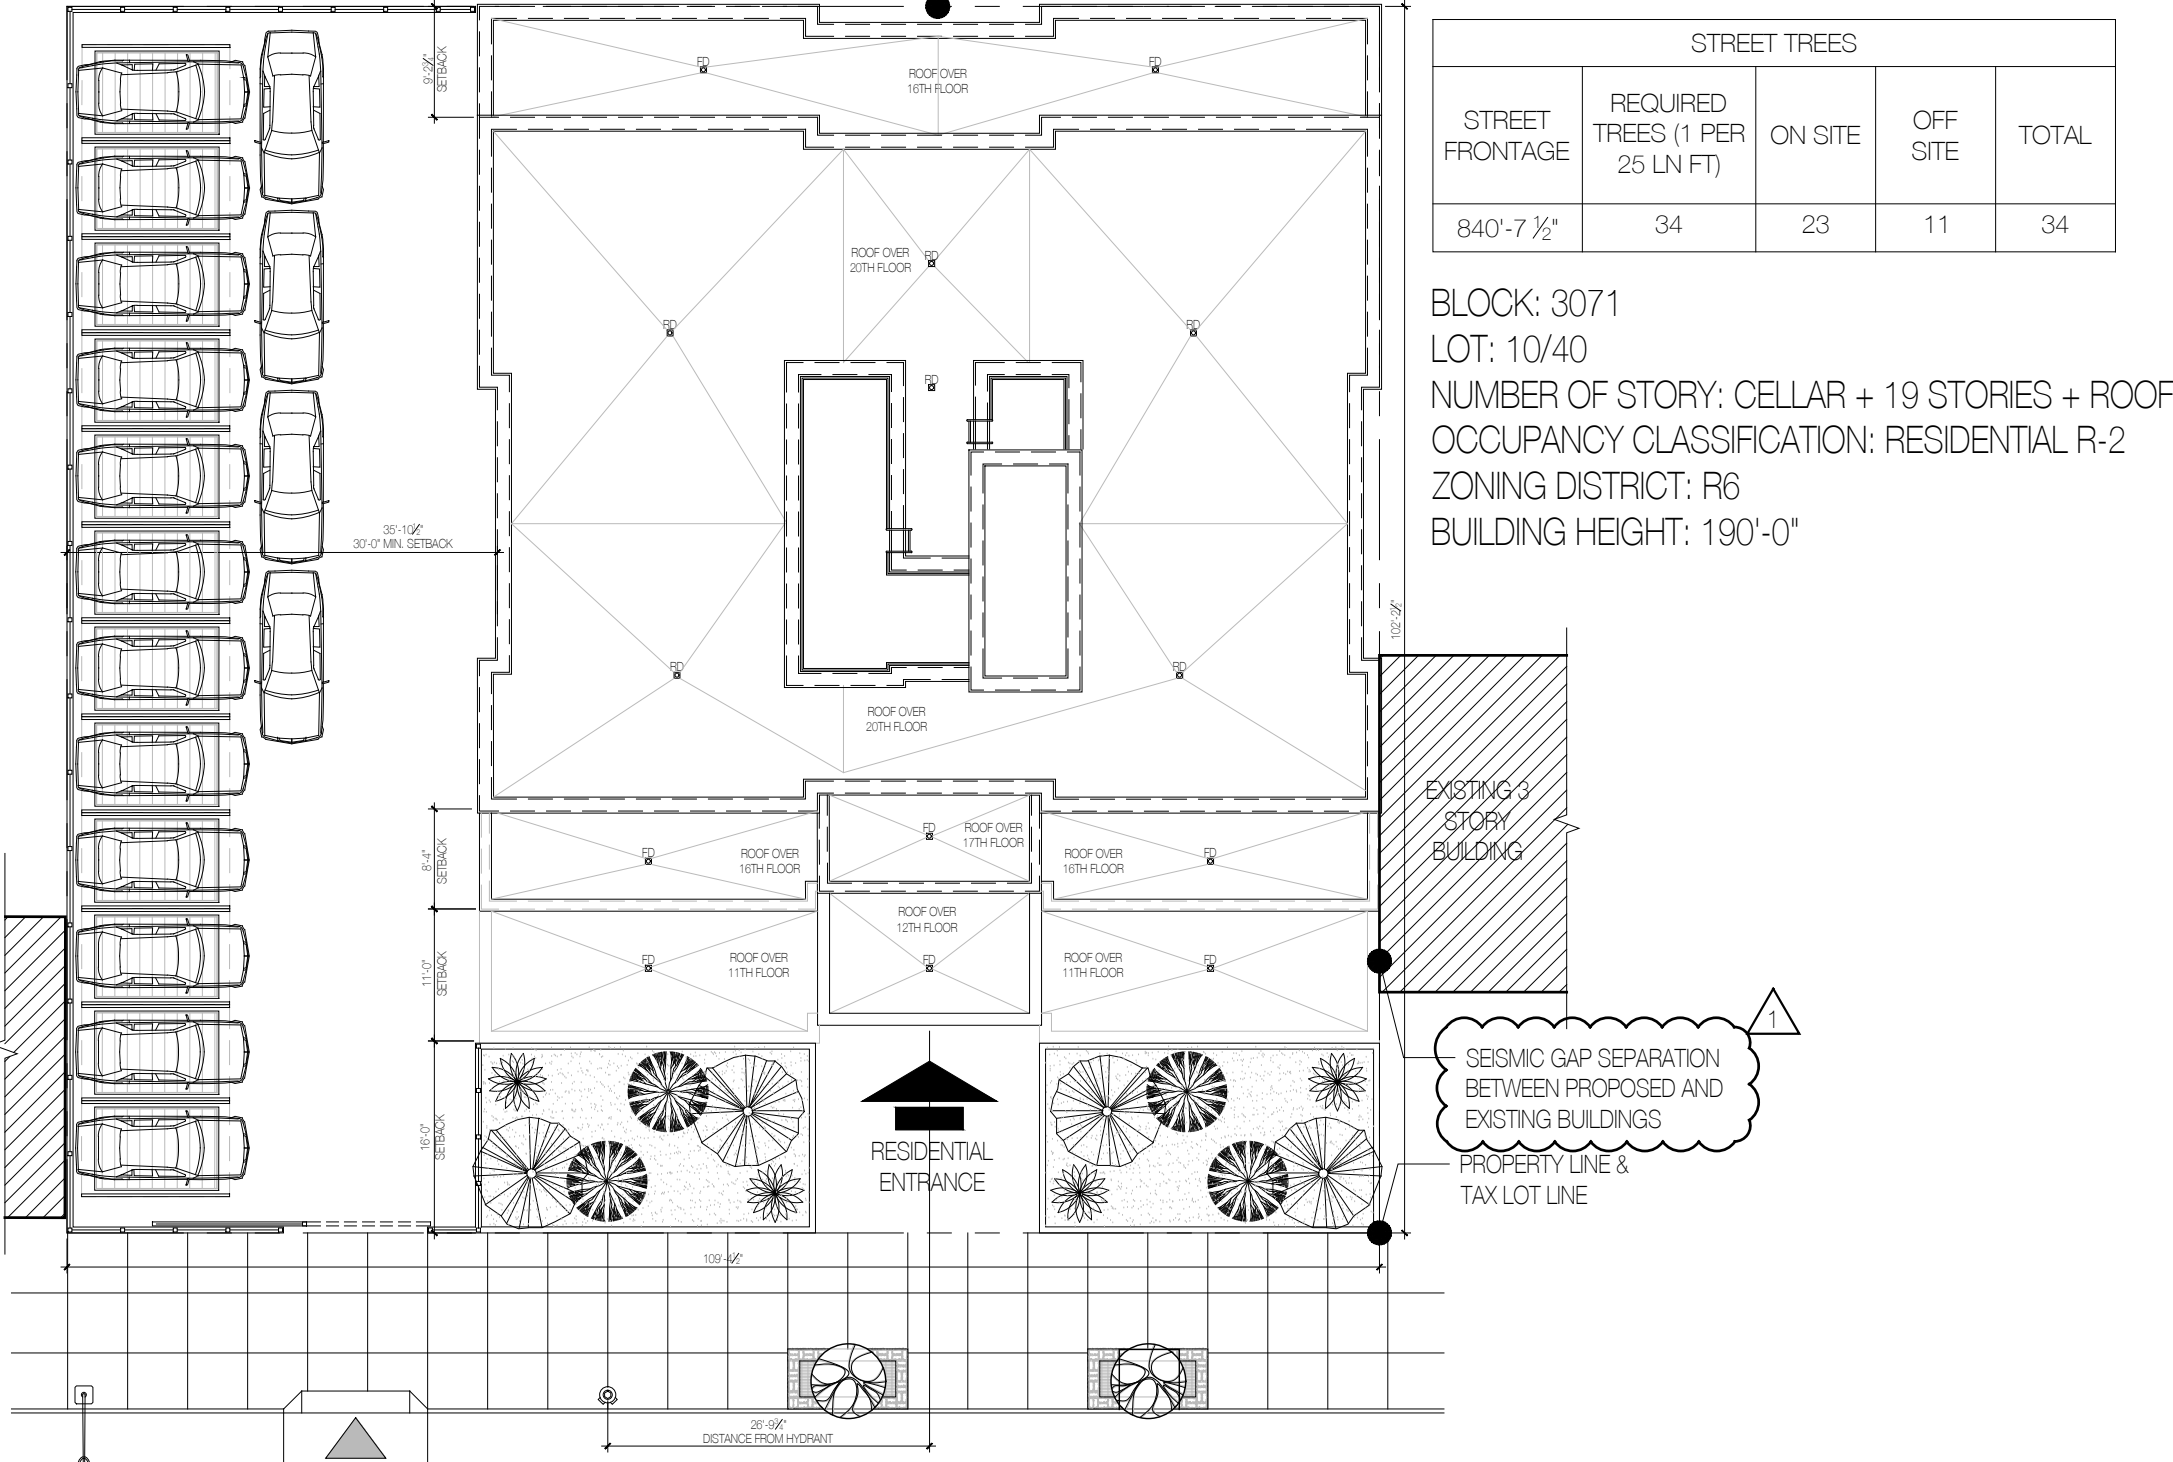 STREET TREES
STREET
FRONTAGE
REQUIRED
TREES (1 PER
25 LN FT)
ON SITE
OFF
SITE
TOTAL
840'-7 ½"
34
23
11
34
BLOCK: 3071
LOT: 10/40
NUMBER OF STORY: CELLAR + 19 STORIES + ROOF
OCCUPANCY CLASSIFICATION: RESIDENTIAL R-2
ZONING DISTRICT: R6
BUILDING HEIGHT: 190'-0"
SETBACK
FD
ROOF OVER
16TH FLOOR
FD
ROOF OVER
20TH FLOOR
RD
RD
RD
RD
35'-10½"
30'-0" MIN. SETBACK
102'-2½"
RD
RD
ROOF OVER
20TH FLOOR
EXISTING 3
STORY
BUILDING
8'-4"
SETBACK
FD
ROOF OVER
16TH FLOOR
FD
ROOF OVER
17TH FLOOR
ROOF OVER
16TH FLOOR
FD
11'-0"
SETBACK
FD
ROOF OVER
11TH FLOOR
ROOF OVER
12TH FLOOR
FD
ROOF OVER
11TH FLOOR
FD
1
SEISMIC GAP SEPARATION
BETWEEN PROPOSED AND
EXISTING BUILDINGS
16'-0"
SETBACK
RESIDENTIAL
ENTRANCE
PROPERTY LINE &
TAX LOT LINE
109'-4½"
26'-9¾"
DISTANCE FROM HYDRANT